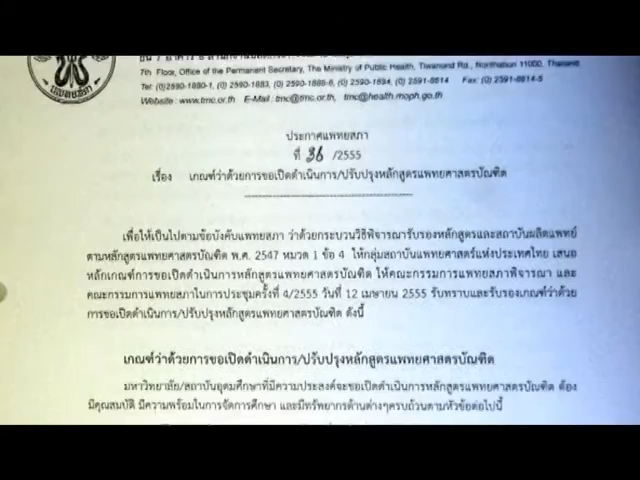 7th Floor, Office of the Permanent Secretary, The Ministry of Public Health, Tiwanand Rd., Nonthaburi 11000, Thailand
Tel: (0)2590-1880-1, (0) 2590-1883, (0) 2590-1886-8, (0) 2590-1894, (0) 2591-8614 Fax: (0) 2591-8614-5
Website : www.tmc.or.th E-Mail : tmc@tmc.or.th, tmc@health.moph.go.th
ประกาศแพทยสภา
ที่ 36 /2555
เรื่อง เกณฑ์ว่าด้วยการขอเปิดดำเนินการ/ปรับปรุงหลักสูตรแพทยศาสตรบัณฑิต
เพื่อให้เป็นไปตามข้อบังคับแพทยสภา ว่าด้วยกระบวนวิธีพิจารณารับรองหลักสูตรและสถาบันผลิตแพทย์
ตามหลักสูตรแพทยศาสตรบัณฑิต พ.ศ. 2547 หมวด 1 ข้อ 4 ให้กลุ่มสถาบันแพทยศาสตร์แห่งประเทศไทย เสนอ
หลักเกณฑ์การขอเปิดดำเนินการหลักสูตรแพทยศาสตรบัณฑิต ให้คณะกรรมการแพทยสภาพิจารณา และ
คณะกรรมการแพทยสภาในการประชุมครั้งที่ 4/2555 วันที่ 12 เมษายน 2555 รับทราบและรับรองเกณฑ์ว่าด้วย
การขอเปิดดำเนินการ/ปรับปรุงหลักสูตรแพทยศาสตรบัณฑิต ดังนี้
เกณฑ์ว่าด้วยการขอเปิดดำเนินการ/ปรับปรุงหลักสูตรแพทยศาสตรบัณฑิต
มหาวิทยาลัย/สถาบันอุดมศึกษาที่มีความประสงค์จะขอเปิดดำเนินการหลักสูตรแพทยศาสตรบัณฑิต ต้อง
มีคุณสมบัติ มีความพร้อมในการจัดการศึกษา และมีทรัพยากรด้านต่างๆครบถ้วนตามหัวข้อต่อไปนี้